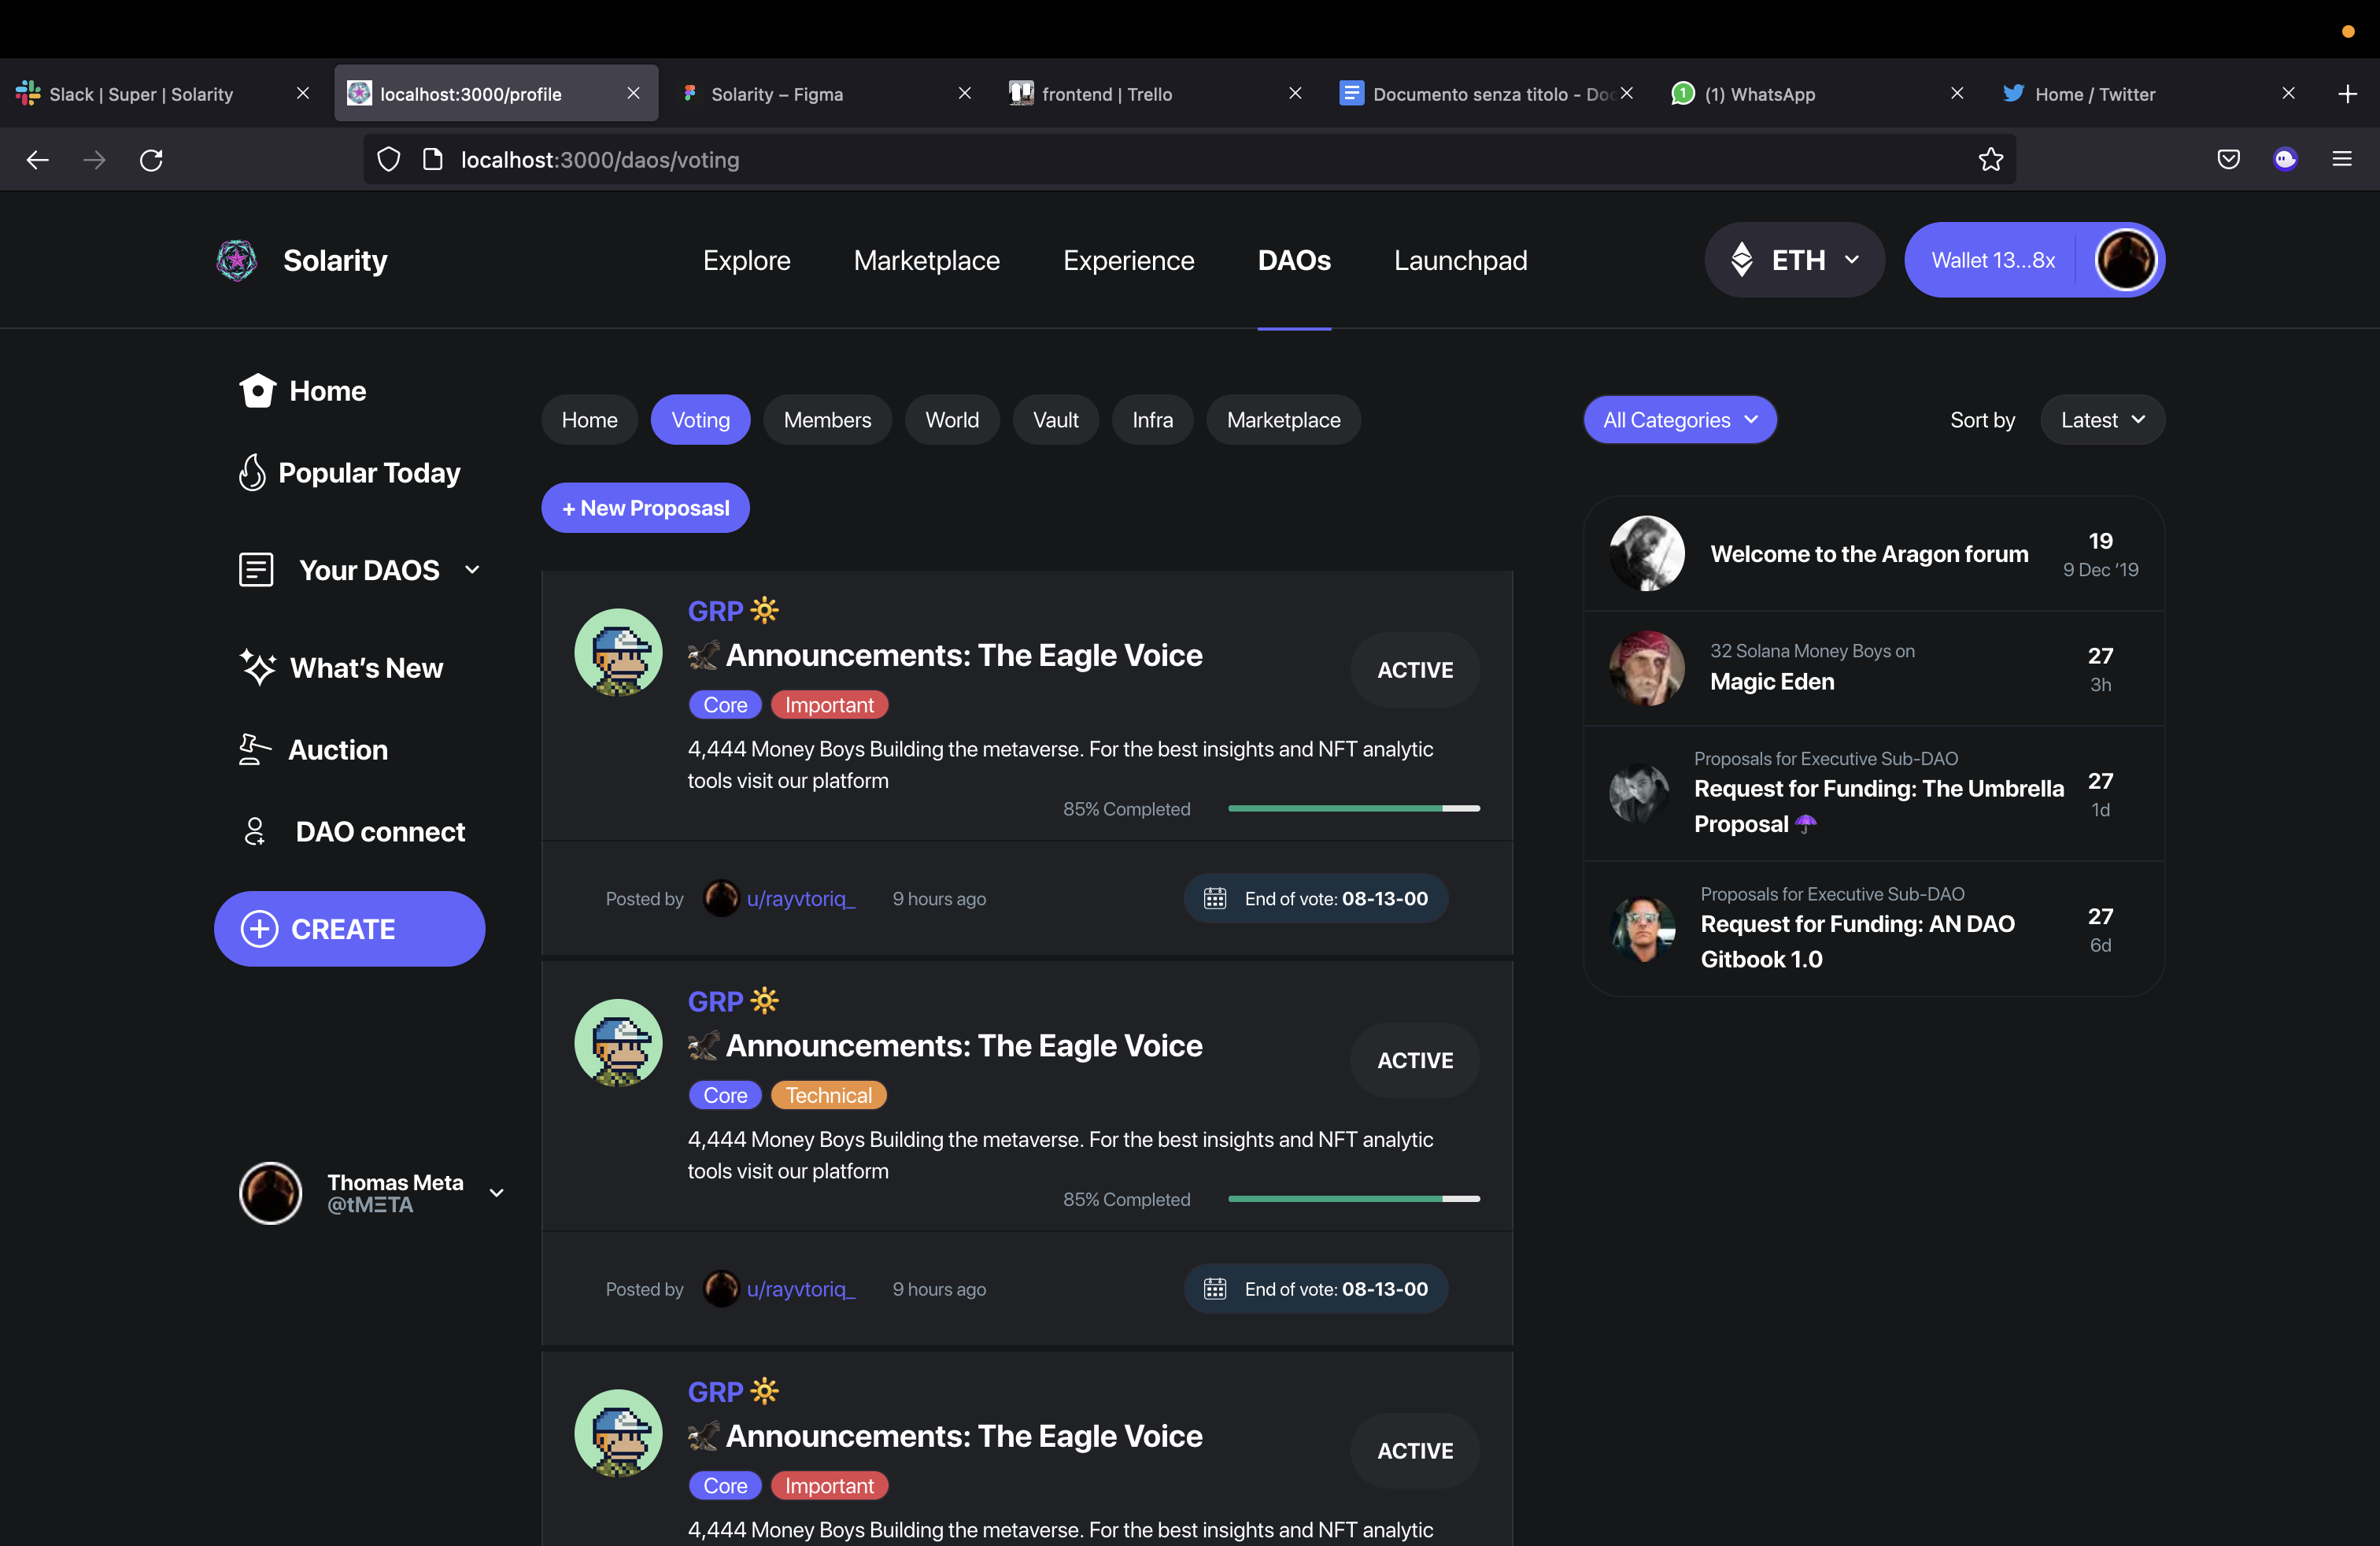 Slack | Super | Solarity
localhost:3000/profile
Solarity – Figma
frontend | Trello
Documento senza titolo - Doc
(1) WhatsApp
Home / Twitter
localhost:3000/daos/voting
Solarity
Explore
Marketplace
Experience
DAOs
Launchpad
ETH
Wallet 13...8x
Home
Popular Today
Your DAOS
What's New
Auction
DAO connect
CREATE
Thomas Meta
@tMΞTA
Home
Voting
Members
World
Vault
Infra
Marketplace
+ New Proposasl
GRP 🔆
🦅 Announcements: The Eagle Voice
ACTIVE
Core
Important
4,444 Money Boys Building the metaverse. For the best insights and NFT analytic
tools visit our platform
85% Completed
Posted by
u/rayvtoriq_
9 hours ago
End of vote: 08-13-00
GRP 🔆
🦅 Announcements: The Eagle Voice
ACTIVE
Core
Technical
4,444 Money Boys Building the metaverse. For the best insights and NFT analytic
tools visit our platform
85% Completed
Posted by
u/rayvtoriq_
9 hours ago
End of vote: 08-13-00
GRP 🔆
🦅 Announcements: The Eagle Voice
ACTIVE
Core
Important
4,444 Money Boys Building the metaverse. For the best insights and NFT analytic
All Categories
Sort by
Latest
Welcome to the Aragon forum
19
9 Dec ‘19
32 Solana Money Boys on
Magic Eden
27
3h
Proposals for Executive Sub-DAO
Request for Funding: The Umbrella
Proposal ☂️
27
1d
Proposals for Executive Sub-DAO
Request for Funding: AN DAO
Gitbook 1.0
27
6d